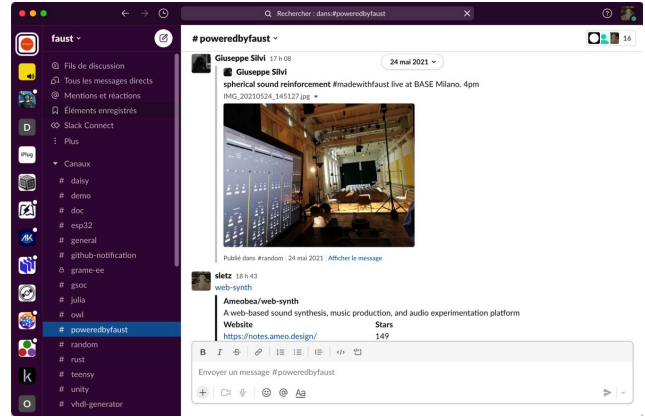 Rechercher : dans:#poweredbyfaust
faust
Fils de discussion
Tous les messages directs
Mentions et réactions
Éléments enregistrés
Slack Connect
Plus
Canaux
# daisy
# demo
# doc
# esp32
# general
# github-notification
grame-ee
# gsoc
# julia
# owl
# poweredbyfaust
# random
# rust
# teensy
# unity
# vhdl-generator
D
iPlug
k
O
# poweredbyfaust
16
24 mai 2021
Giuseppe Silvi 17 h 08
Giuseppe Silvi
spherical sound reinforcement #madewithfaust live at BASE Milano. 4pm
IMG_20210524_145127.jpg
Publié dans #random | 24 mai 2021 | Afficher le message
sletz 18 h 43
web-synth
Ameobea/web-synth
A web-based sound synthesis, music production, and audio experimentation platform
Website Stars
https://notes.ameo.design/ 149
B I S
Envoyer un message #poweredbyfaust
@ Aa